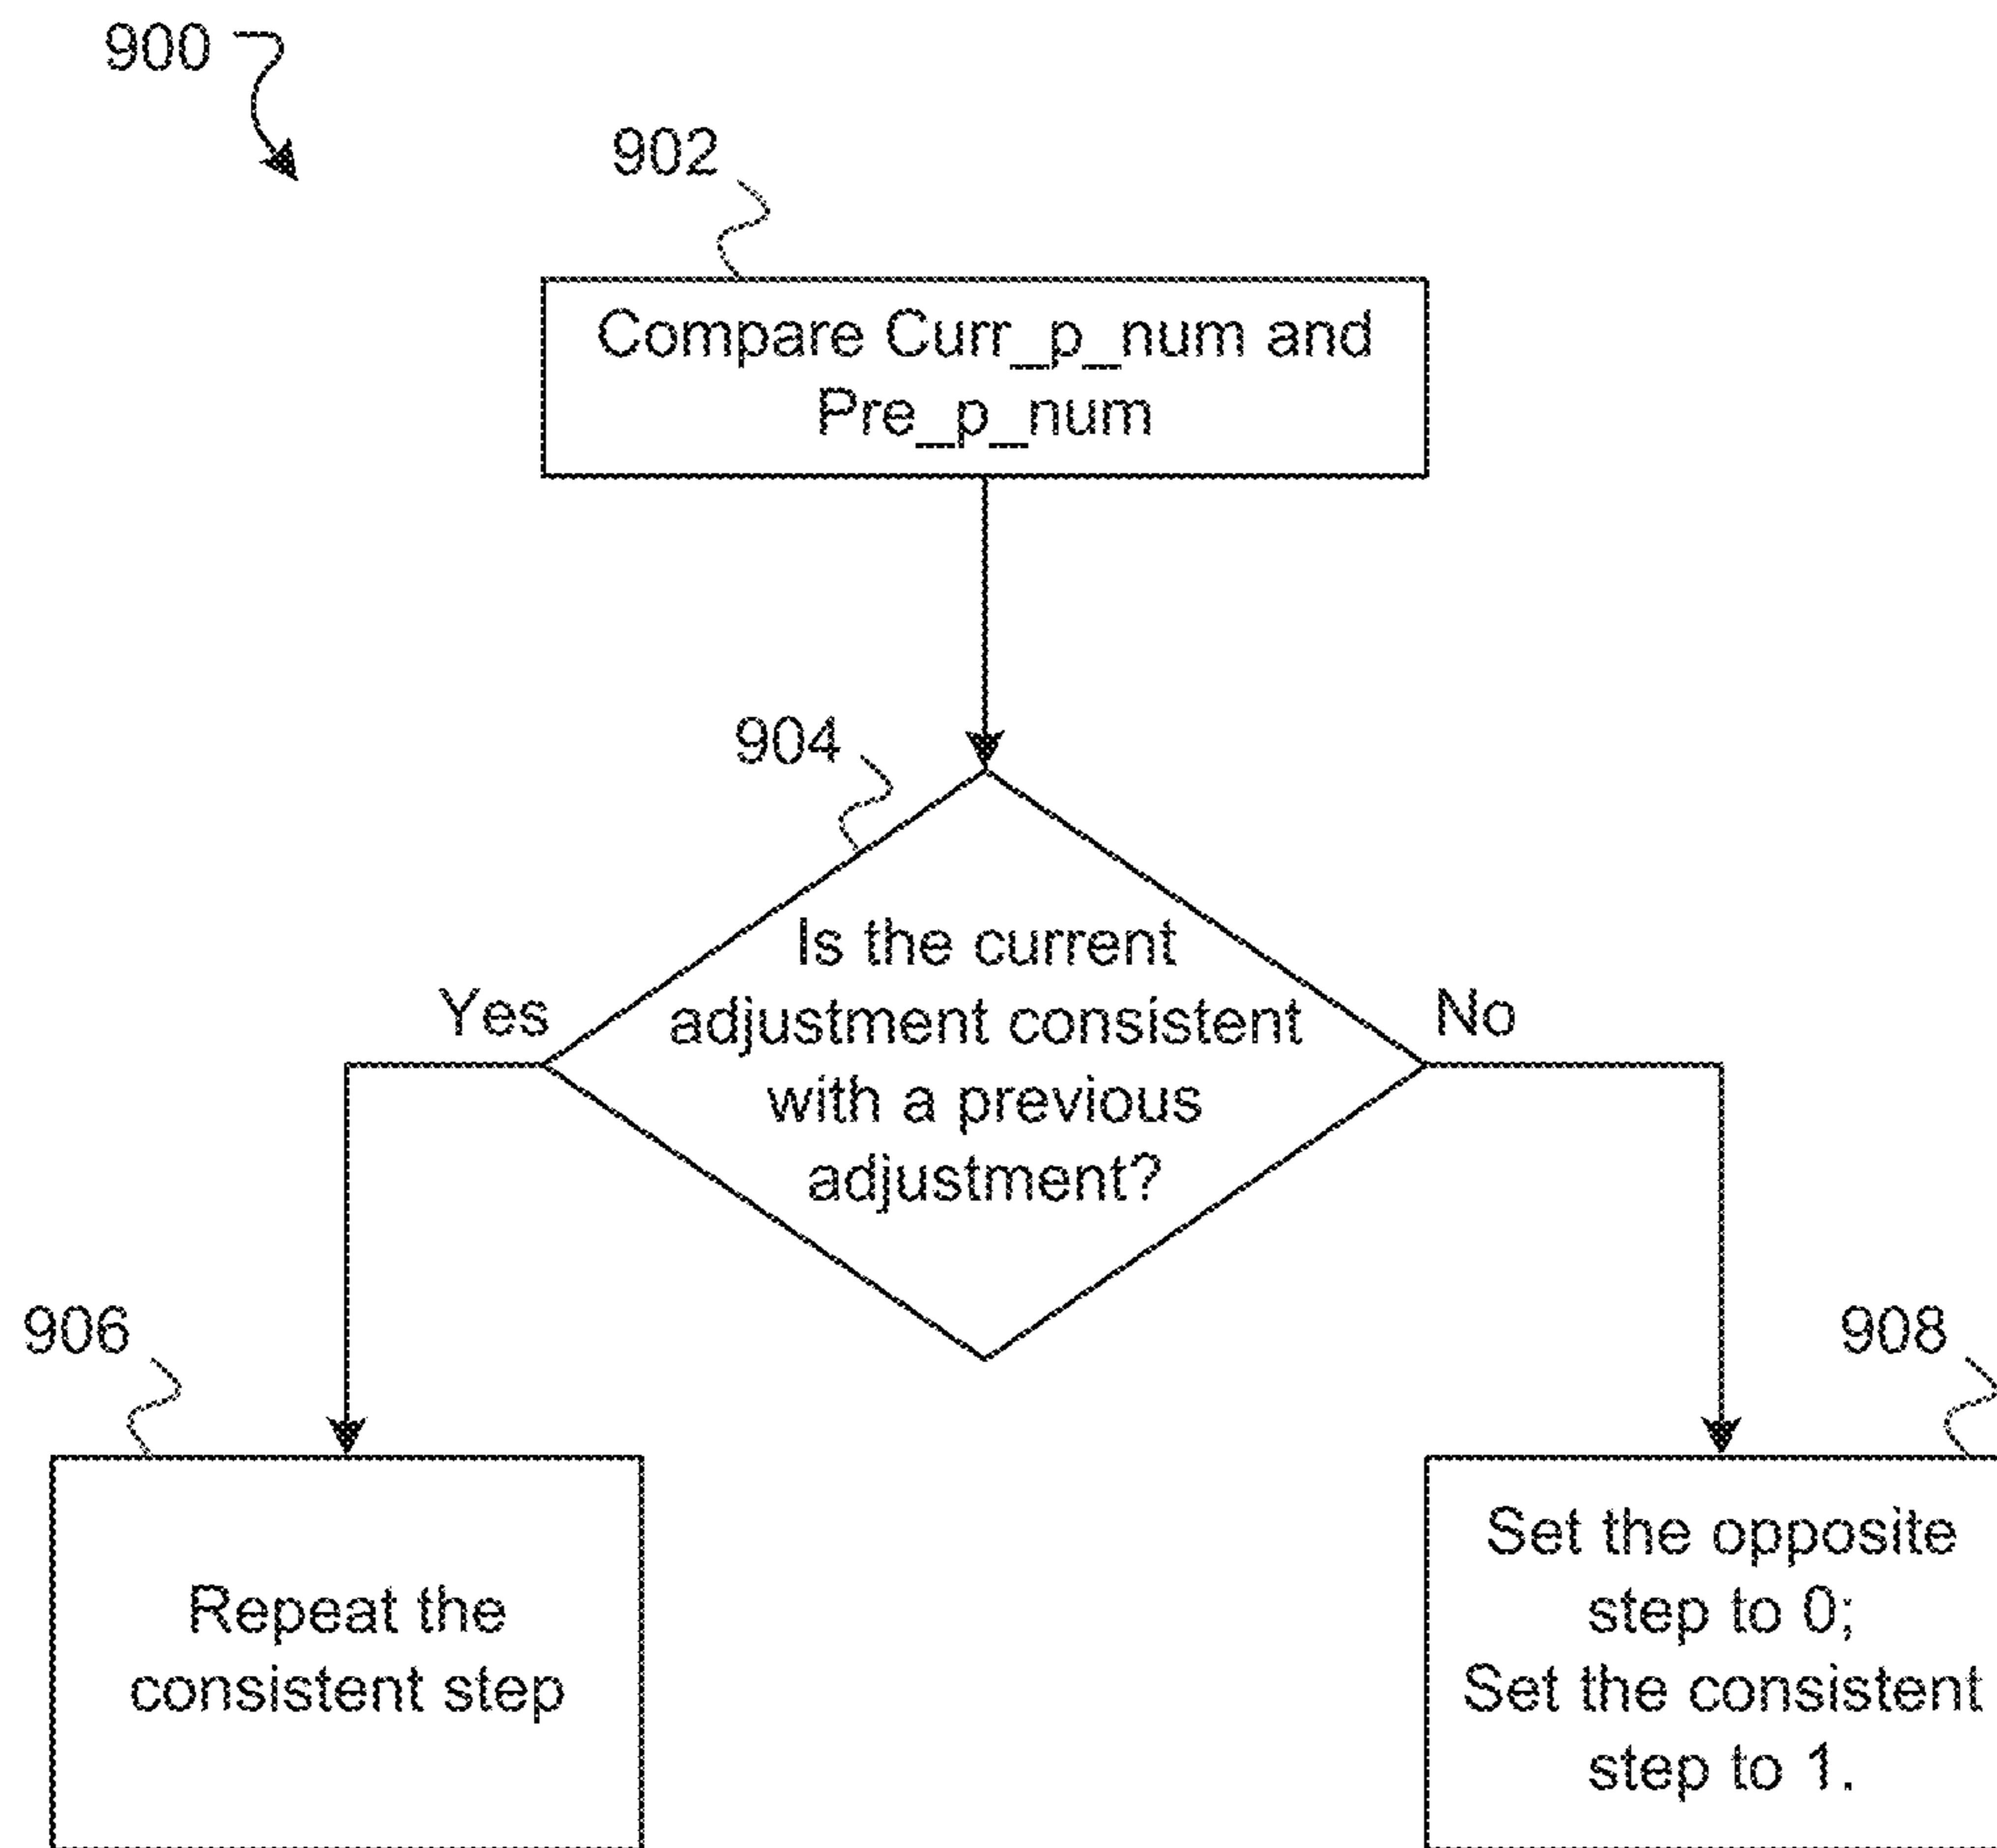 900
902
Compare Curr_p_num and
Pre_p_num
904
Is the current
adjustment consistent
with a previous
adjustment?
Yes
No
906
Repeat the
consistent step
908
Set the opposite
step to 0;
Set the consistent
step to 1.